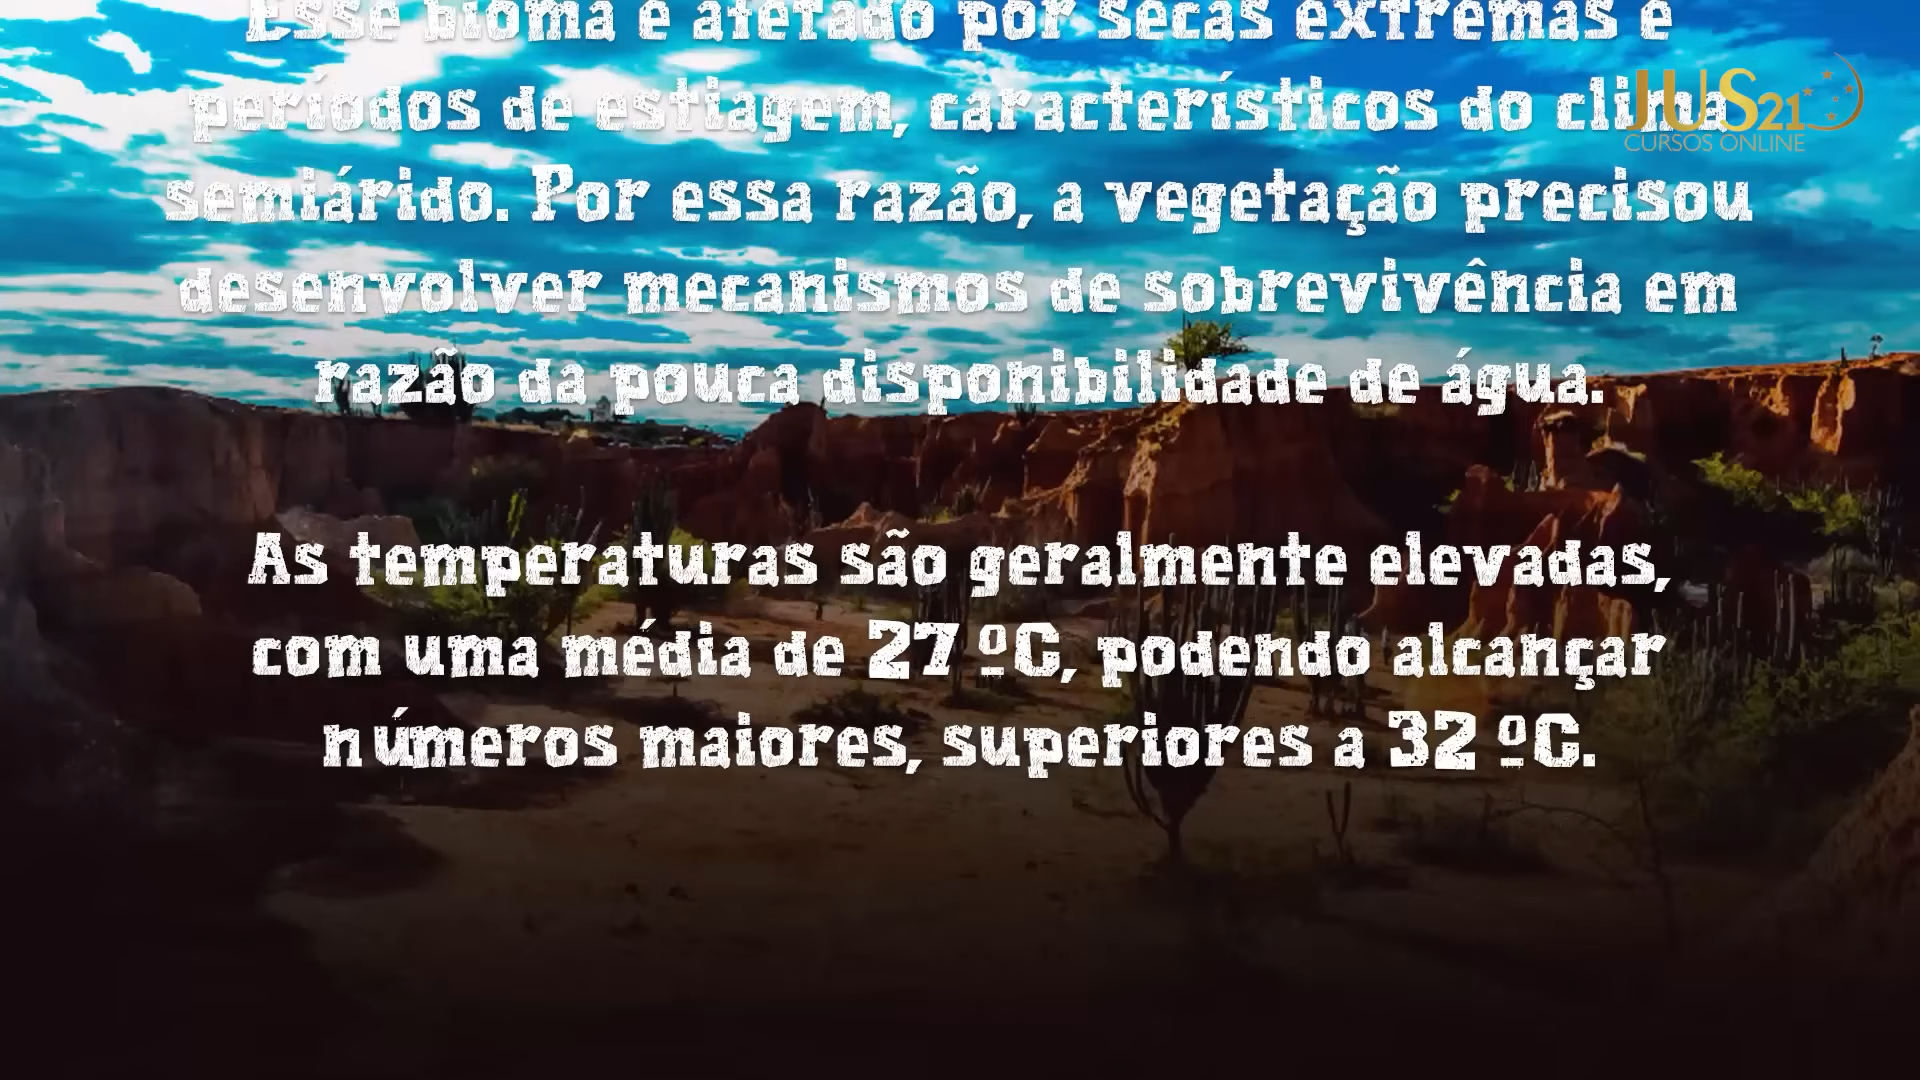 Esse bioma é afetado por secas extremas e
períodos de estiagem, característicos do clima
semiárido. Por essa razão, a vegetação precisou
desenvolver mecanismos de sobrevivência em
razão da pouca disponibilidade de água.
As temperaturas são geralmente elevadas,
com uma média de 27 ºC, podendo alcançar
números maiores, superiores a 32 ºC.
JUS21
CURSOS ONLINE